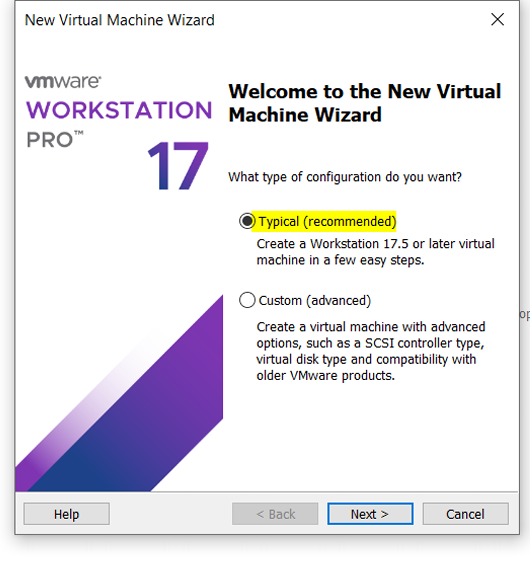 New Virtual Machine Wizard
vmware®
WORKSTATION
PRO™
17
Welcome to the New Virtual
Machine Wizard
What type of configuration do you want?
Typical (recommended)
Create a Workstation 17.5 or later virtual
machine in a few easy steps.
Custom (advanced)
Create a virtual machine with advanced
options, such as a SCSI controller type,
virtual disk type and compatibility with
older VMware products.
Help
< Back
Next >
Cancel